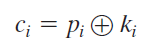 cᵢ = pᵢ ⊕ kᵢ